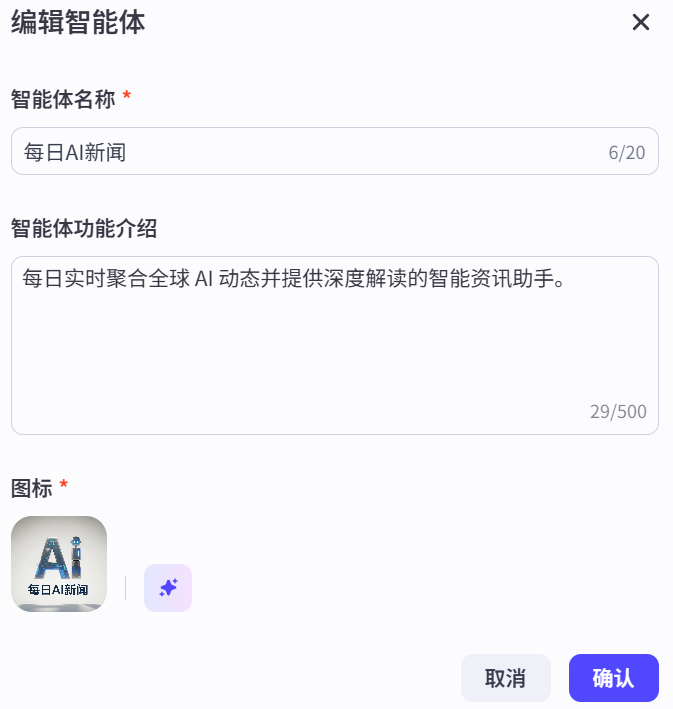 编辑智能体
智能体名称 *
每日AI新闻 6/20
智能体功能介绍
每日实时聚合全球 AI 动态并提供深度解读的智能资讯助手。
29/500
图标 *
Ai
每日AI新闻
取消 确认